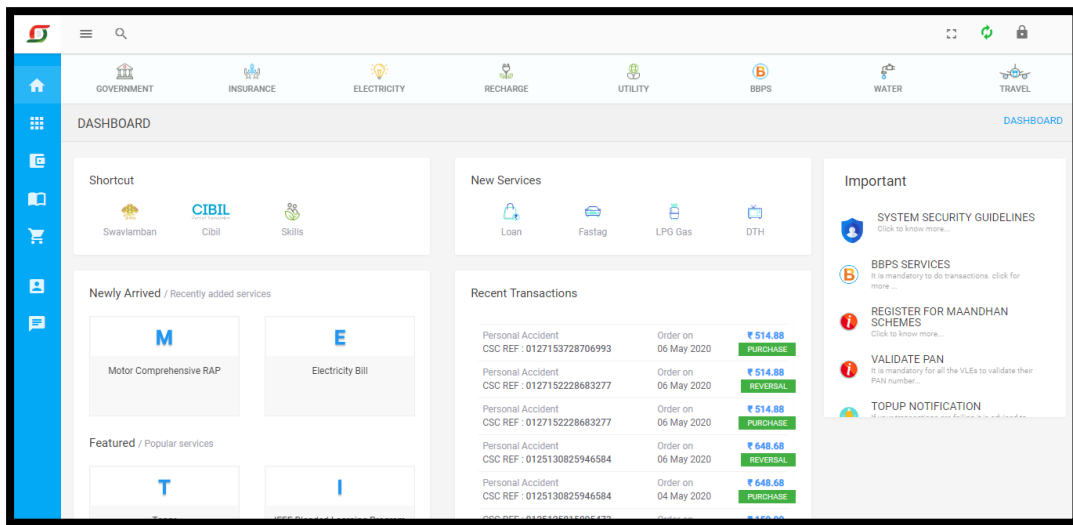 GOVERNMENT
INSURANCE
ELECTRICITY
RECHARGE
UTILITY
BBPS
WATER
TRAVEL
DASHBOARD
DASHBOARD
Shortcut
Swavlamban
CIBIL
Cibil
Skills
New Services
Loan
Fastag
LPG Gas
DTH
Important
SYSTEM SECURITY GUIDELINES
Click to know more...
BBPS SERVICES
It is mandatory to do transactions. click for
more ...
REGISTER FOR MAANDHAN
SCHEMES
Click to know more...
VALIDATE PAN
It is mandatory for all the VLEs to validate their
PAN number...
TOPUP NOTIFICATION
Newly Arrived / Recently added services
M
Motor Comprehensive RAP
E
Electricity Bill
Featured / Popular services
T
I
Recent Transactions
Personal Accident Order on ₹ 514.88
CSC REF : 0127153728706993 06 May 2020 PURCHASE
Personal Accident Order on ₹ 514.88
CSC REF : 0127152228683277 06 May 2020 REVERSAL
Personal Accident Order on ₹ 514.88
CSC REF : 0127152228683277 06 May 2020 PURCHASE
Personal Accident Order on ₹ 648.68
CSC REF : 0125130825946584 06 May 2020 REVERSAL
Personal Accident Order on ₹ 648.68
CSC REF : 0125130825946584 04 May 2020 PURCHASE